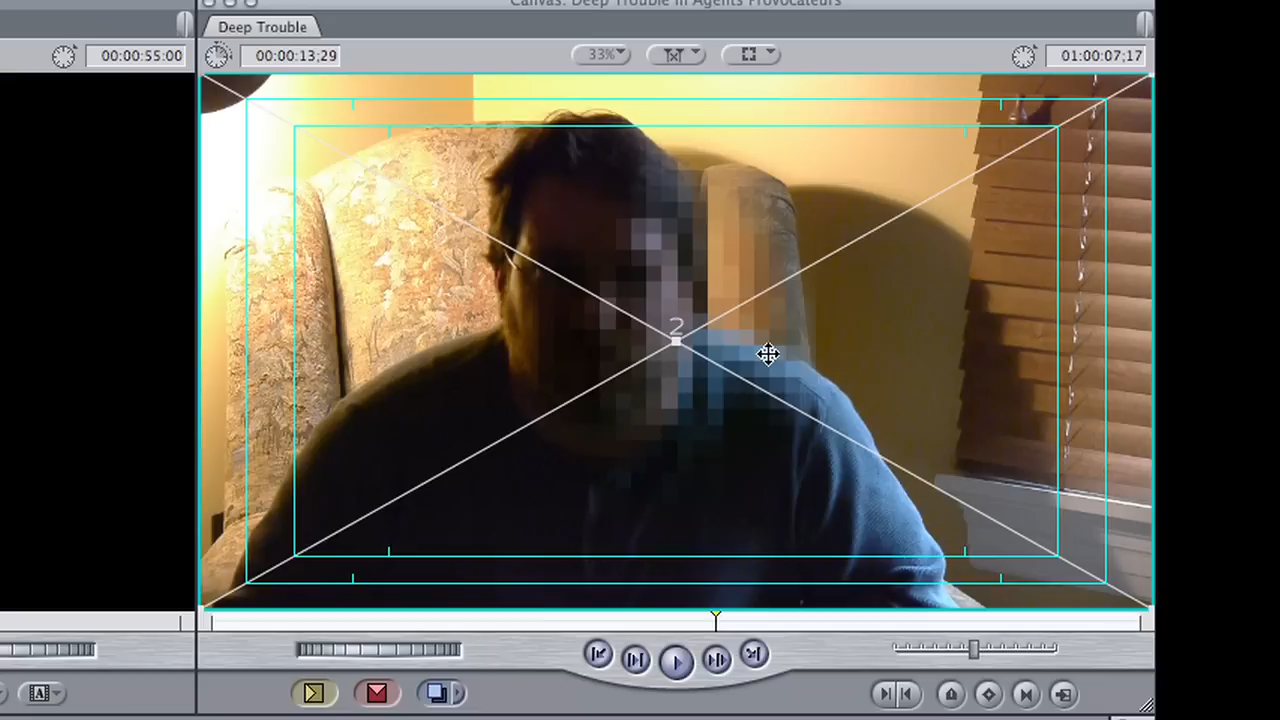 Canvas: Deep Trouble in Agents Provocateurs
Deep Trouble
00:00:55:00
00:00:13;29
33%
01:00:07;17
2
A